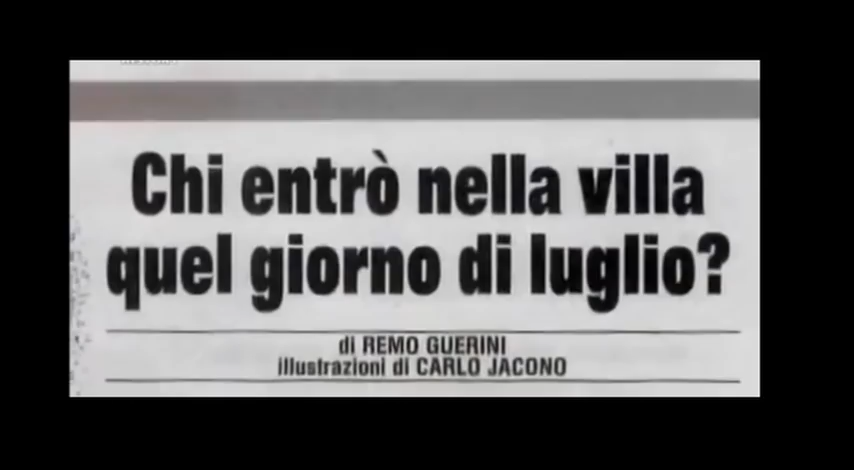 Chi entrò nella villa
quel giorno di luglio?
di REMO GUERINI
illustrazioni di CARLO JACONO